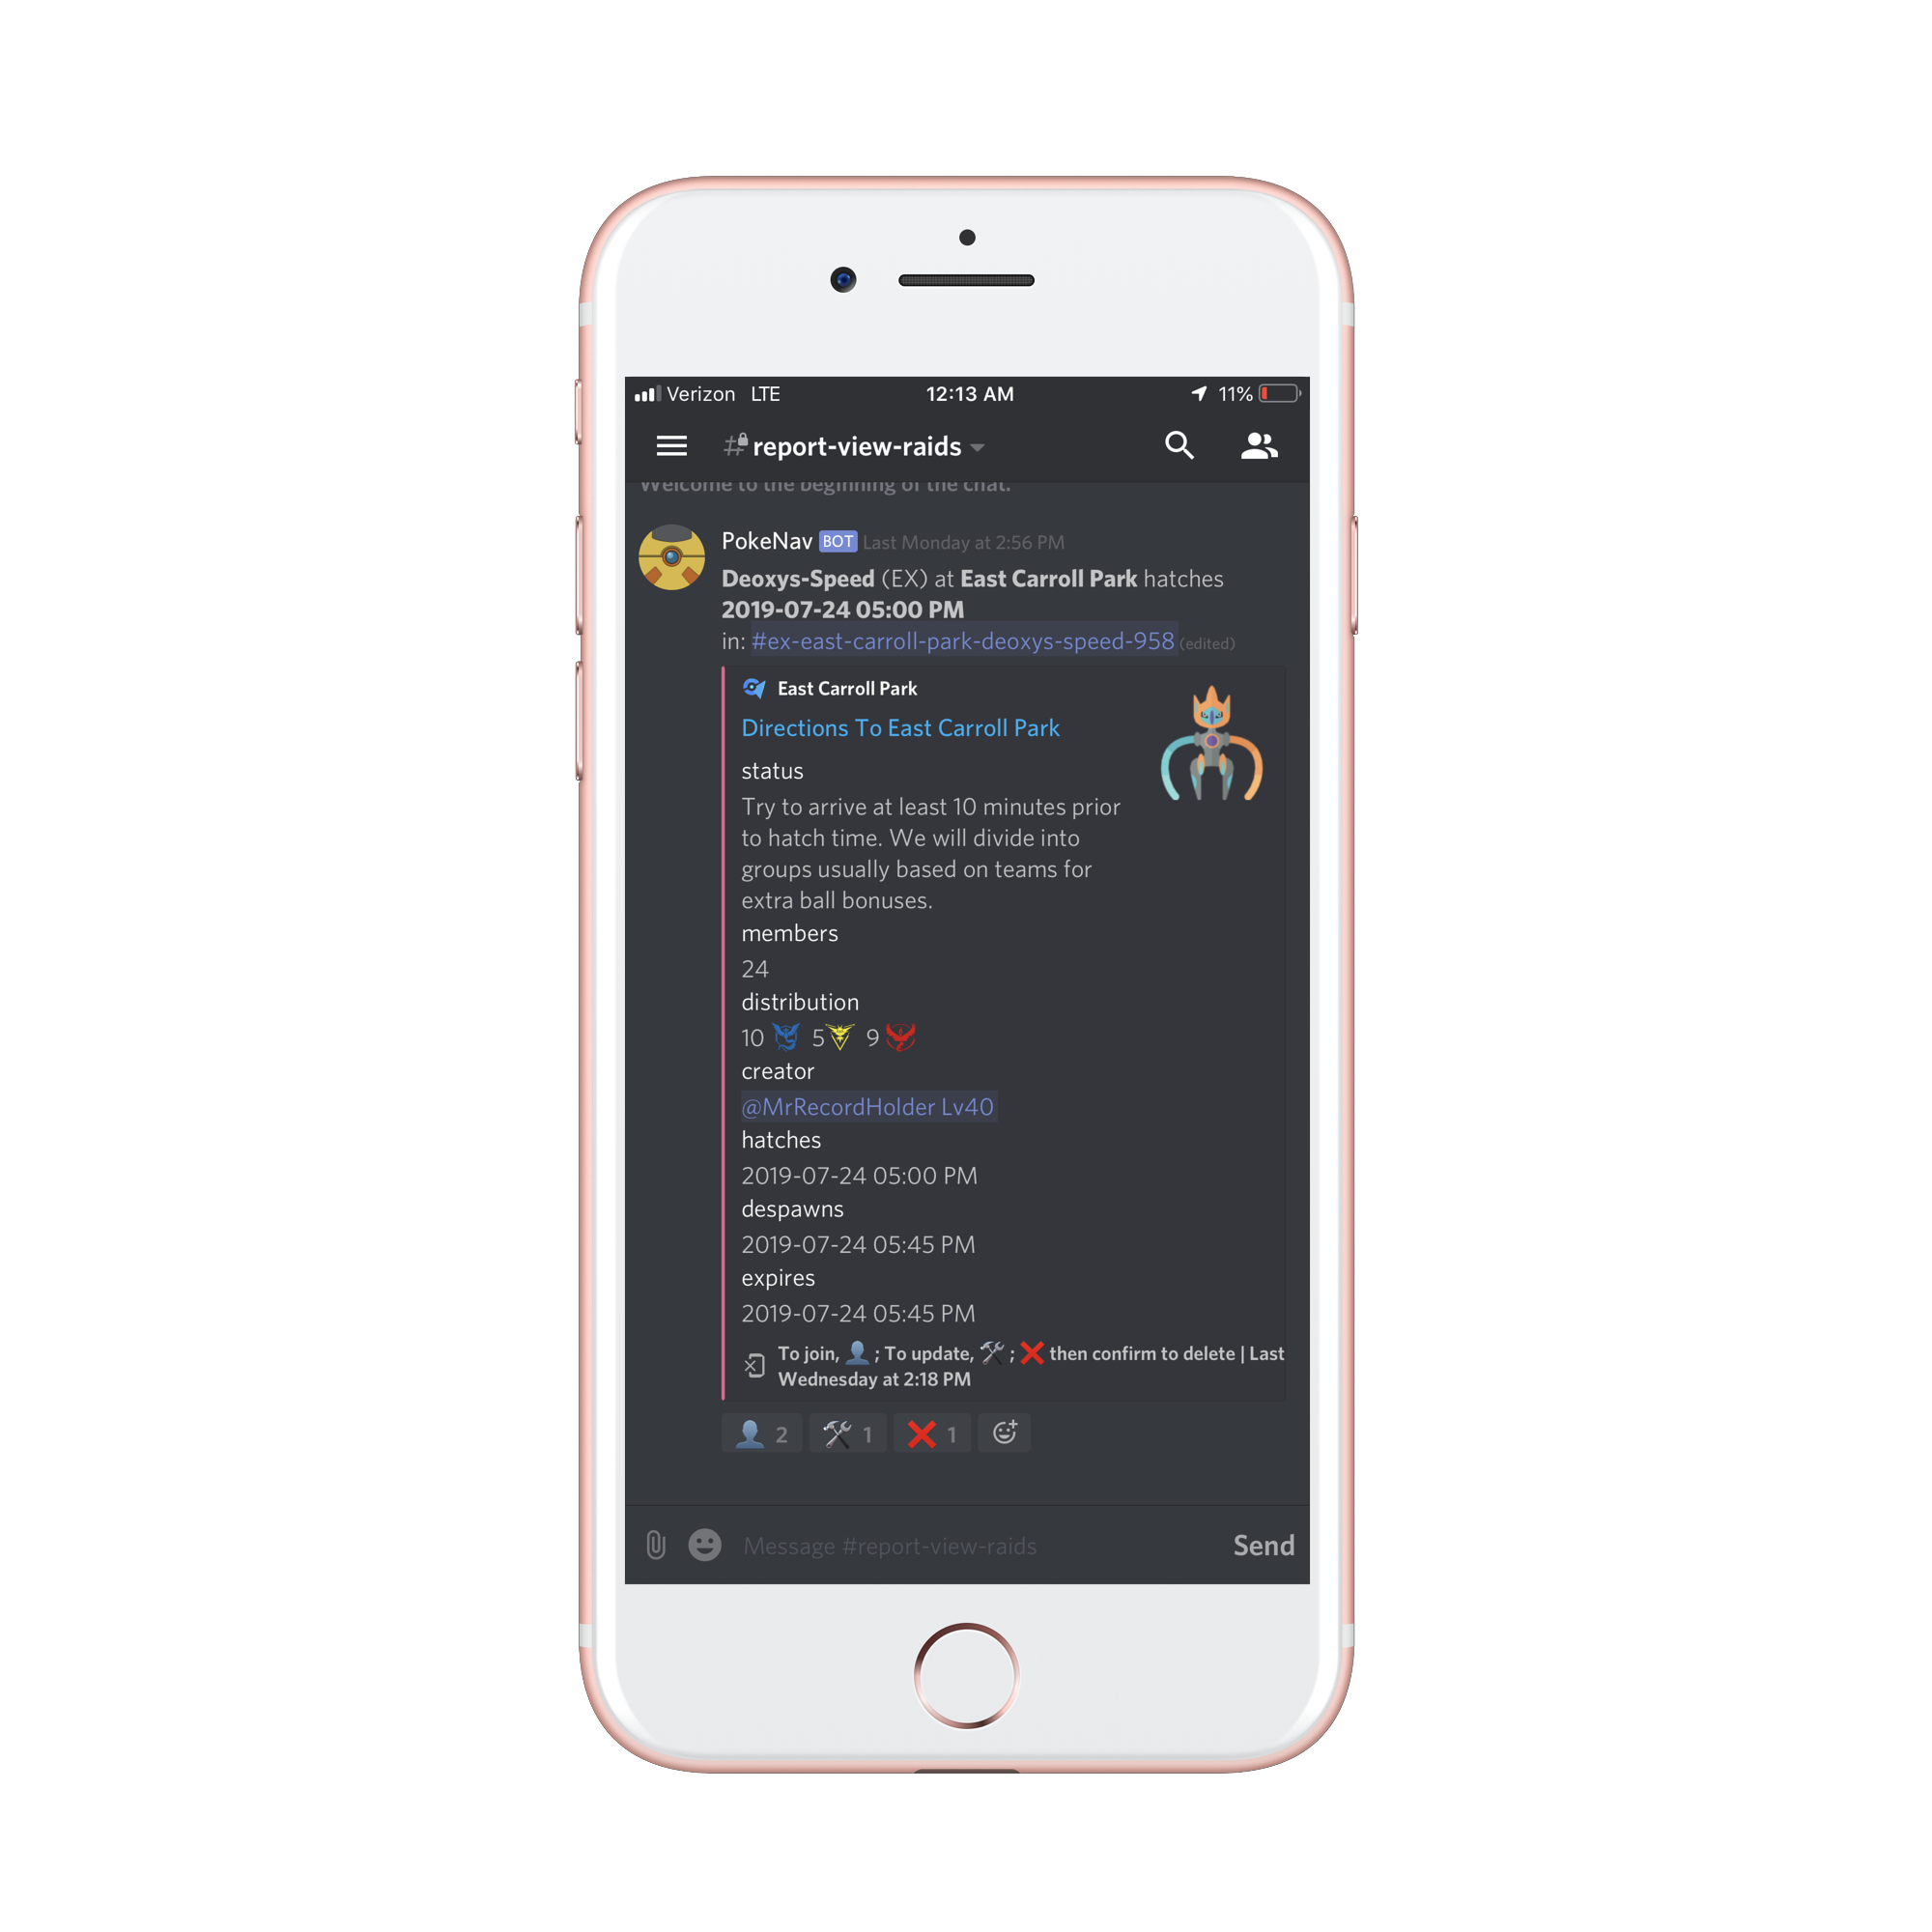 Verizon LTE 12:13 AM 11%
#report-view-raids
Welcome to the beginning of the chat.
PokeNav BOT Last Monday at 2:56 PM
Deoxys-Speed (EX) at East Carroll Park hatches
2019-07-24 05:00 PM
in: #ex-east-carroll-park-deoxys-speed-958 (edited)
East Carroll Park
Directions To East Carroll Park
status
Try to arrive at least 10 minutes prior
to hatch time. We will divide into
groups usually based on teams for
extra ball bonuses.
members
24
distribution
10 5 9
creator
@MrRecordHolder Lv40
hatches
2019-07-24 05:00 PM
despawns
2019-07-24 05:45 PM
expires
2019-07-24 05:45 PM
To join, 👤 ; To update, 🛠 ; ❌ then confirm to delete | Last
Wednesday at 2:18 PM
2 1 1
Message #report-view-raids Send